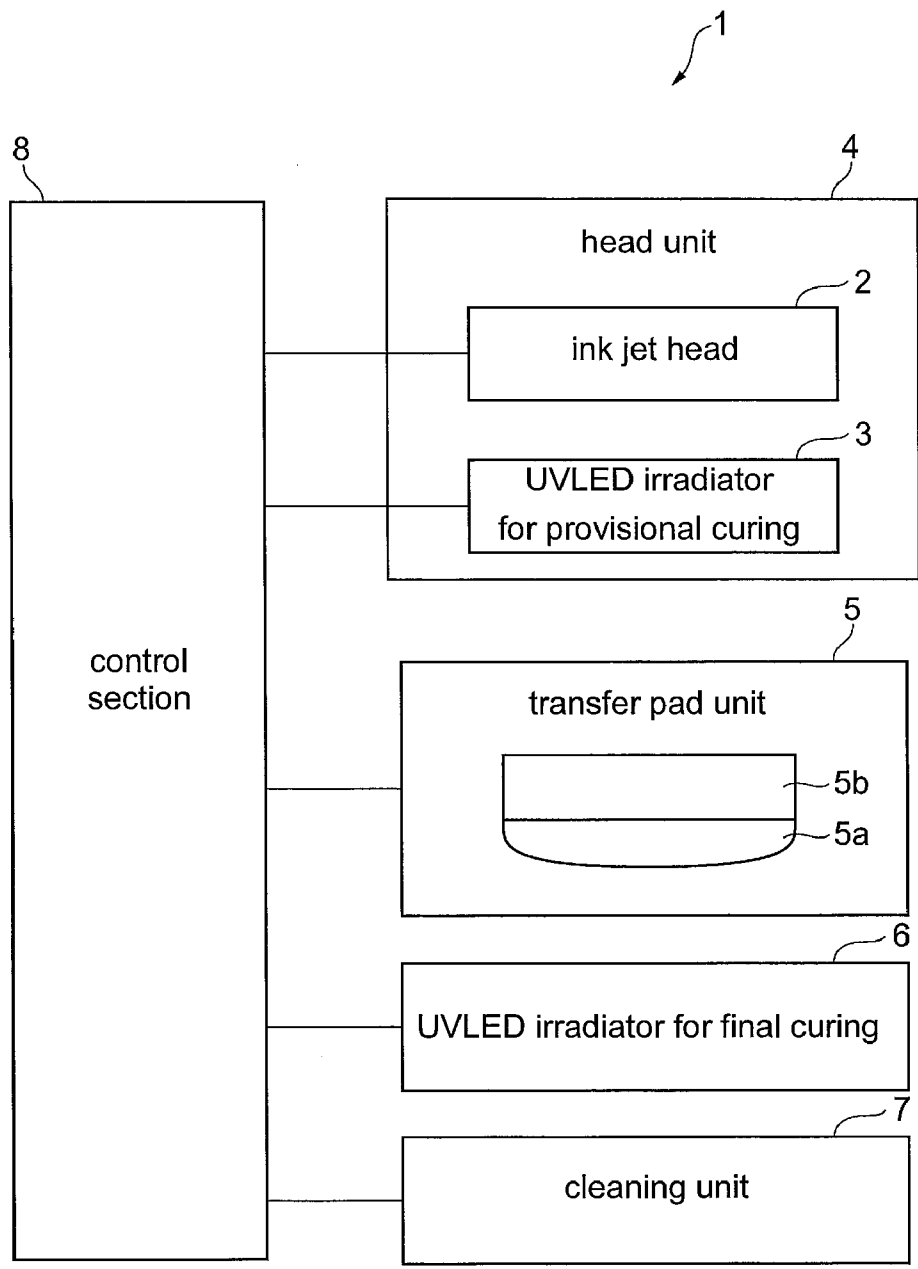 1
8
4
head unit
2
ink jet head
3
UVLED irradiator
for provisional curing
control
section
5
transfer pad unit
5b
5a
6
UVLED irradiator for final curing
7
cleaning unit